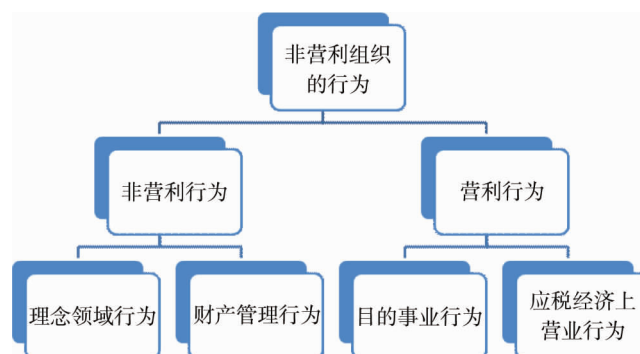 非营利组织
的行为
非营利行为
营利行为
理念领域行为
财产管理行为
目的事业行为
应税经济上
营业行为